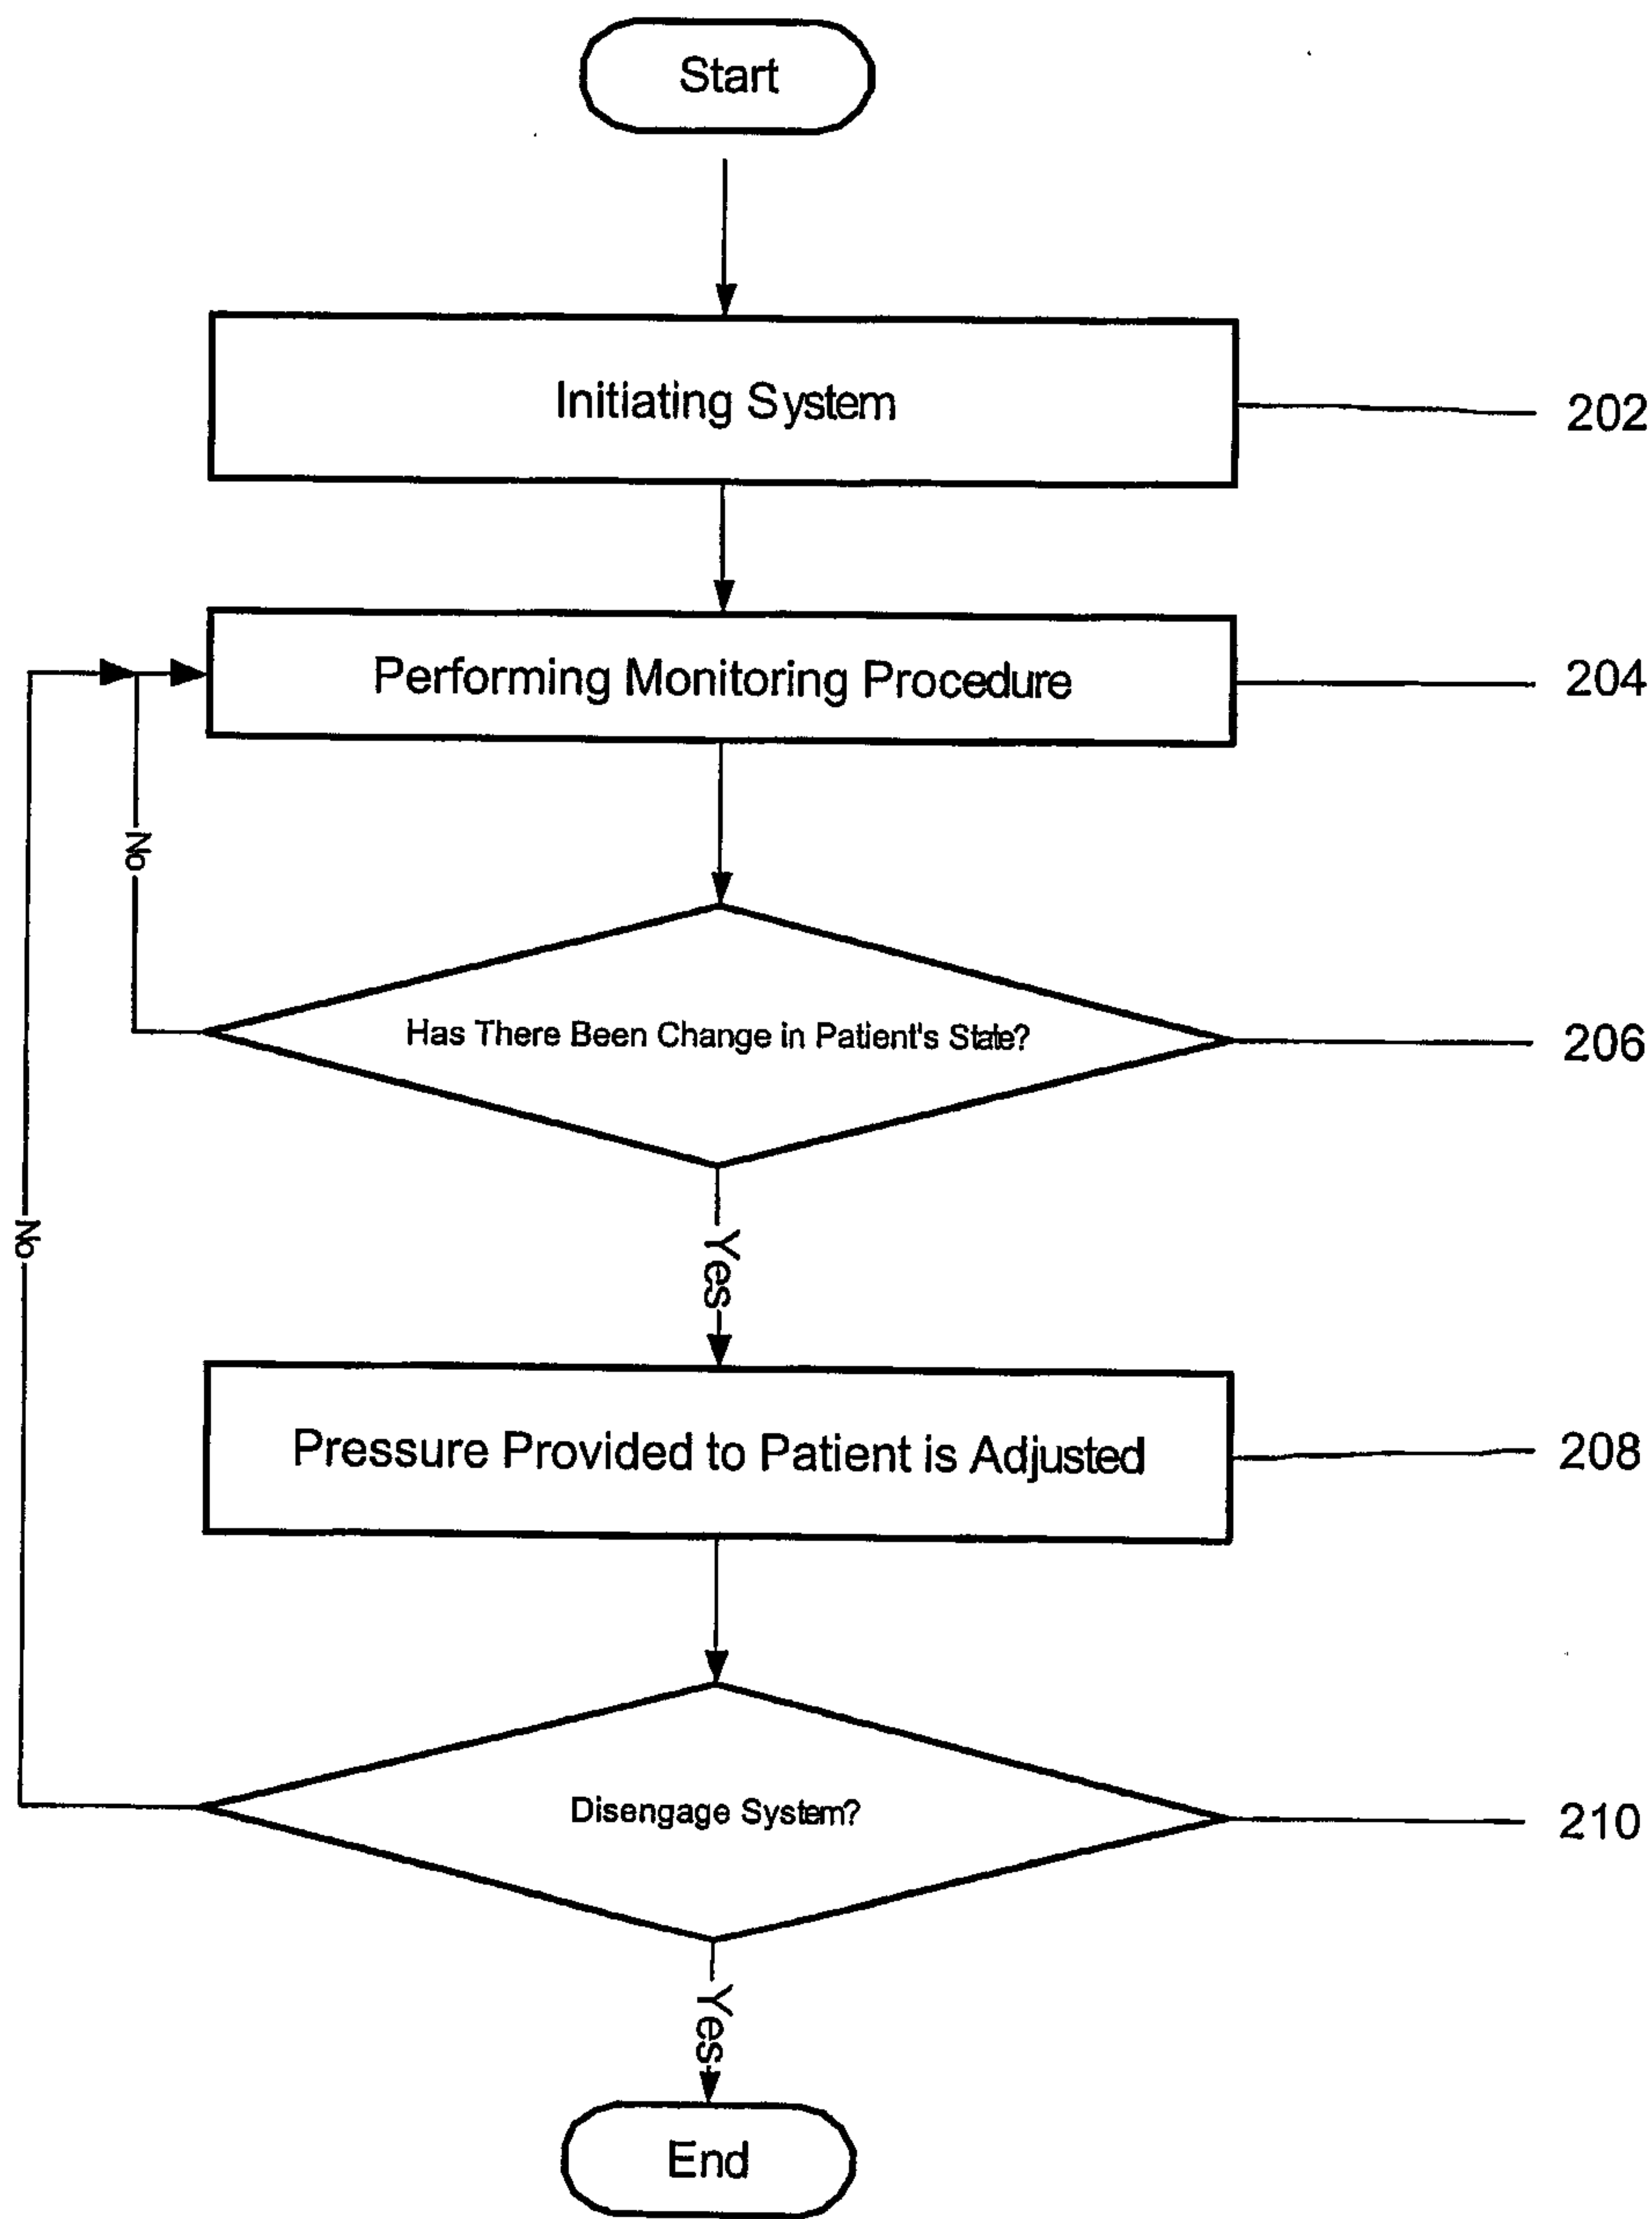 Start
Initiating System
202
Performing Monitoring Procedure
204
No
Has There Been Change in Patient's State?
206
No
Yes
Pressure Provided to Patient is Adjusted
208
Disengage System?
210
Yes
End